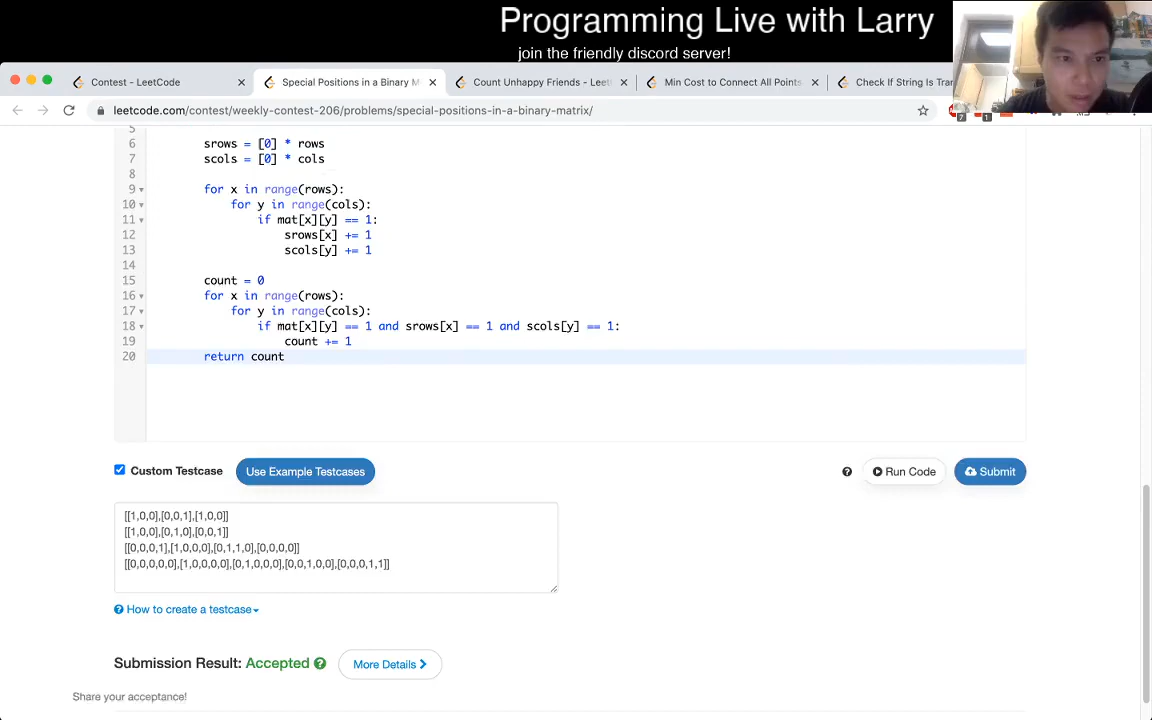 Programming Live with Larry
join the friendly discord server!
Contest - LeetCode
Special Positions in a Binary M
Count Unhappy Friends - Leet
Min Cost to Connect All Points
Check If String Is Tran
leetcode.com/contest/weekly-contest-206/problems/special-positions-in-a-binary-matrix/
7
1
5
6 srows = [0] * rows
7 scols = [0] * cols
8
9 for x in range(rows):
10 for y in range(cols):
11 if mat[x][y] == 1:
12 srows[x] += 1
13 scols[y] += 1
14
15 count = 0
16 for x in range(rows):
17 for y in range(cols):
18 if mat[x][y] == 1 and srows[x] == 1 and scols[y] == 1:
19 count += 1
20 return count
Custom Testcase
Use Example Testcases
Run Code
Submit
[[1,0,0],[0,0,1],[1,0,0]]
[[1,0,0],[0,1,0],[0,0,1]]
[[0,0,0,1],[1,0,0,0],[0,1,1,0],[0,0,0,0]]
[[0,0,0,0,0],[1,0,0,0,0],[0,1,0,0,0],[0,0,1,0,0],[0,0,0,1,1]]
How to create a testcase
Submission Result: Accepted
More Details
Share your acceptance!